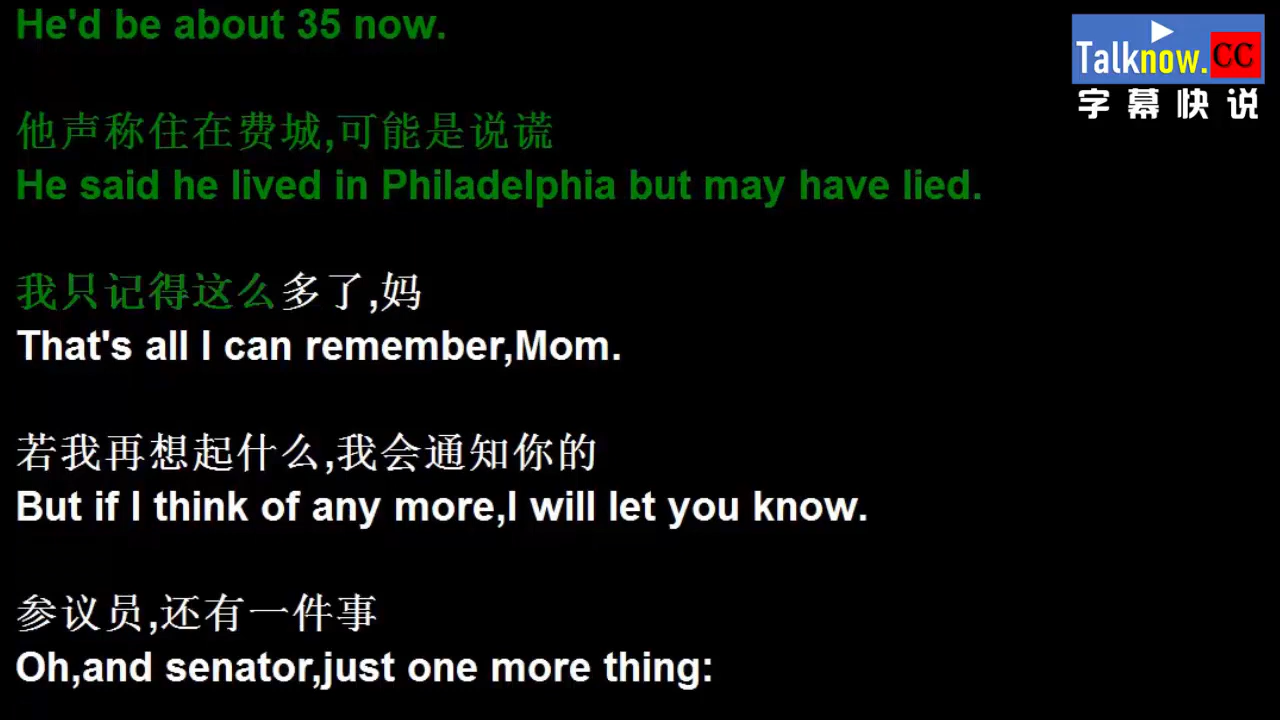 He'd be about 35 now.
Talknow.CC
字幕快说
他声称住在费城,可能是说谎
He said he lived in Philadelphia but may have lied.
我只记得这么多了,妈
That's all I can remember,Mom.
若我再想起什么,我会通知你的
But if I think of any more,I will let you know.
参议员,还有一件事
Oh,and senator,just one more thing: